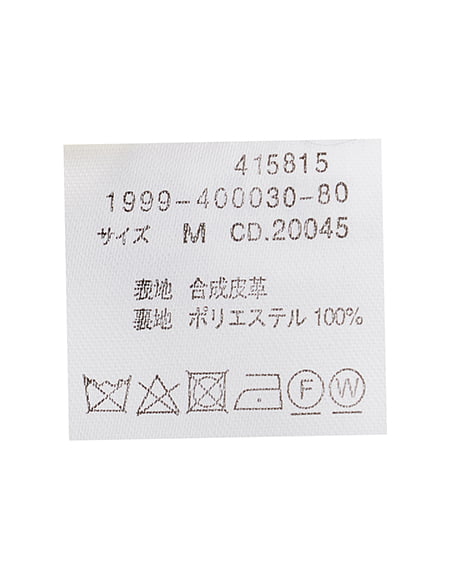 415815
1999-400030-80
サイズ M CD.20045
表地 合成皮革
裏地 ポリエステル 100%
F W